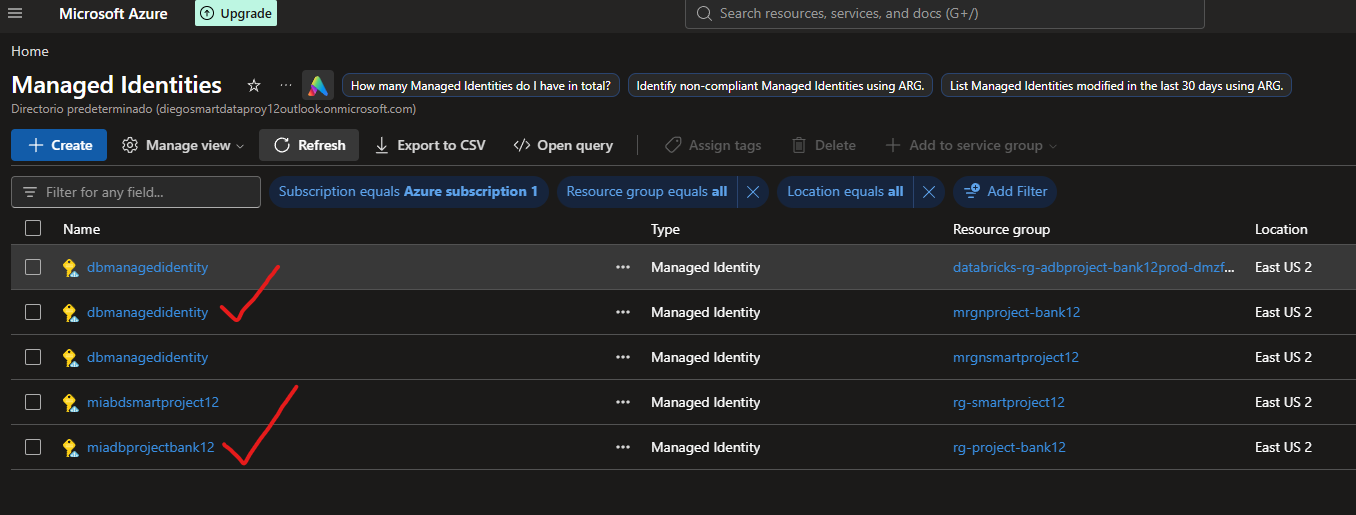 Microsoft Azure Upgrade Search resources, services, and docs (G+/)
Home
Managed Identities ... How many Managed Identities do I have in total? Identify non-compliant Managed Identities using ARG. List Managed Identities modified in the last 30 days using ARG.
Directorio predeterminado (diegosmartdataproy12outlook.onmicrosoft.com)
Create Manage view Refresh Export to CSV Open query Assign tags Delete Add to service group
Filter for any field... Subscription equals Azure subscription 1 Resource group equals all Location equals all Add Filter
Name Type Resource group Location
dbmanagedidentity ... Managed Identity databricks-rg-adbproject-bank12prod-dmzf... East US 2
dbmanagedidentity ... Managed Identity mrgnproject-bank12 East US 2
dbmanagedidentity ... Managed Identity mrgnsmartproject12 East US 2
miabdsmartproject12 ... Managed Identity rg-smartproject12 East US 2
miadbprojectbank12 ... Managed Identity rg-project-bank12 East US 2